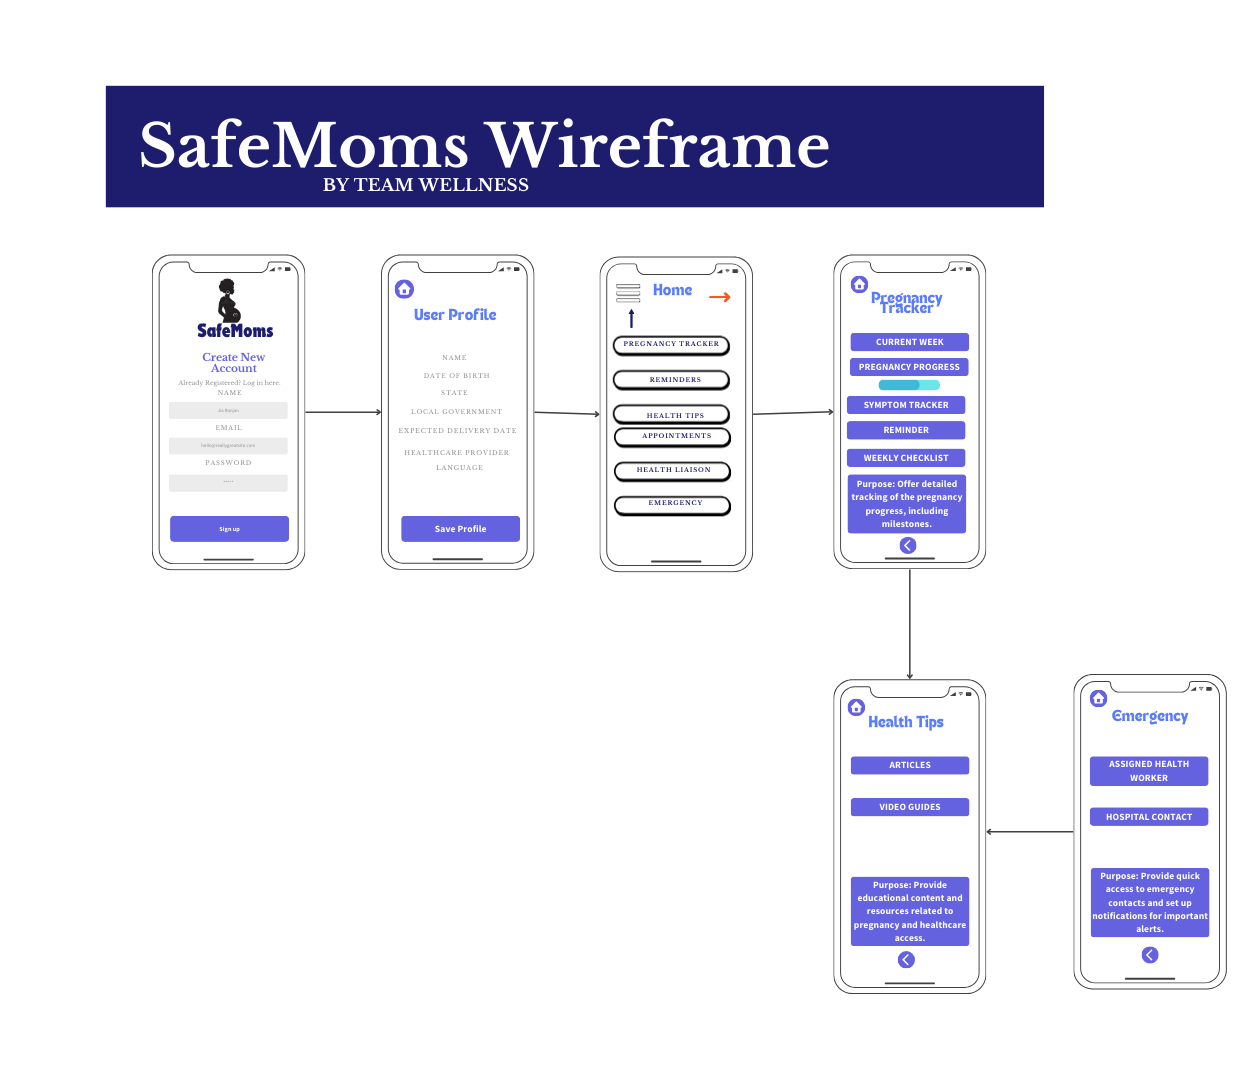 SafeMoms Wireframe
BY TEAM WELLNESS
SafeMoms
Create New
Account
Already Registered? Log in here.
NAME
Jiu Haqjes
EMAIL
hello@reallygreatsite.com
PASSWORD
•••••
Sign up
User Profile
NAME
DATE OF BIRTH
STATE
LOCAL GOVERNMENT
EXPECTED DELIVERY DATE
HEALTHCARE PROVIDER
LANGUAGE
Save Profile
Home
PREGNANCY TRACKER
REMINDERS
HEALTH TIPS
APPOINTMENTS
HEALTH LIAISON
EMERGENCY
Pregnancy
Tracker
CURRENT WEEK
PREGNANCY PROGRESS
SYMPTOM TRACKER
REMINDER
WEEKLY CHECKLIST
Purpose: Offer detailed
tracking of the pregnancy
progress, including
milestones.
Health Tips
ARTICLES
VIDEO GUIDES
Purpose: Provide
educational content and
resources related to
pregnancy and healthcare
access.
Emergency
ASSIGNED HEALTH
WORKER
HOSPITAL CONTACT
Purpose: Provide quick
access to emergency
contacts and set up
notifications for important
alerts.